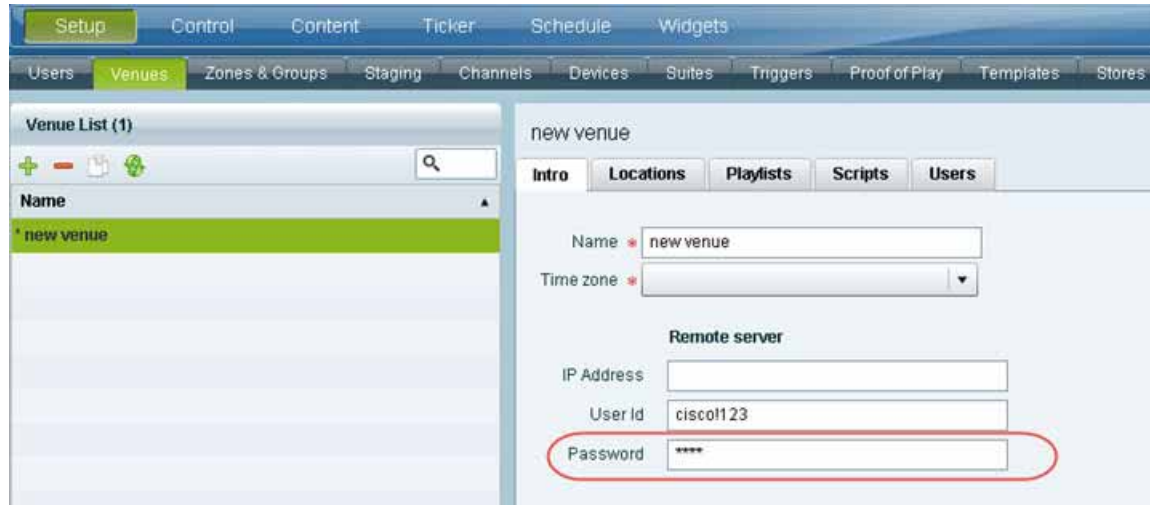 Setup Control Content Ticker Schedule Widgets
Users Venues Zones & Groups Staging Channels Devices Suites Triggers Proof of Play Templates Stores
Venue List (1)
Name
* new venue
new venue
Intro Locations Playlists Scripts Users
Name * new venue
Time zone *
Remote server
IP Address
User Id cisco!123
Password ****